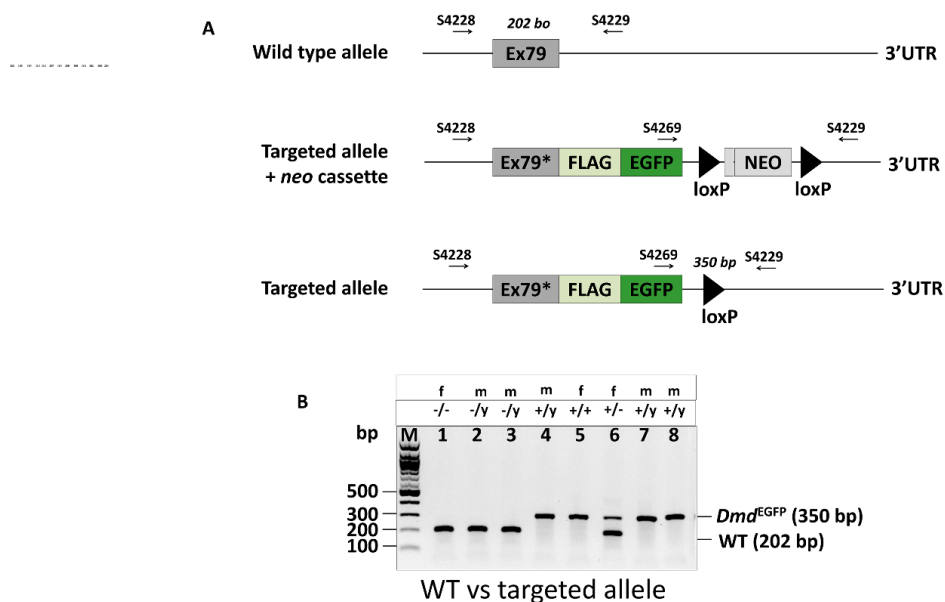 A
S4228 202 bo S4229
Wild type allele Ex79 3'UTR
S4228 S4269 S4229
Targeted allele
+ neo cassette
Ex79* FLAG EGFP NEO 3'UTR
loxP loxP
S4228 S4269 350 bp S4229
Targeted allele Ex79* FLAG EGFP 3'UTR
loxP
B
f m m m f f m m
-/- -/y -/y +/y +/+ +/- +/y +/y
bp M 1 2 3 4 5 6 7 8
500
300
200
100
DmdEGFP (350 bp)
WT (202 bp)
WT vs targeted allele